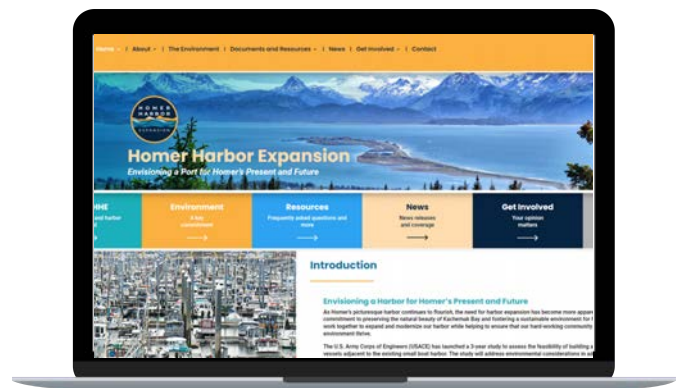 Home | About | The Environment | Documents and Resources | News | Get Involved | Contact
HOMER
HARBOR
EXPANSION
Homer Harbor Expansion
Envisioning a Port for Homer's Present and Future
HHE
and harbor
Environment
A key
commitment
Resources
Frequently asked questions and
more
News
News releases
and coverage
Get Involved
Your opinion
matters
Introduction
Envisioning a Harbor for Homer's Present and Future
As Homer's picturesque harbor continues to flourish, the need for harbor expansion has become more
commitment to preserving the natural beauty of Kachemak Bay and fostering a sustainable environment for
work together to expand and modernize our harbor while helping to ensure that our hard-working community
environment thrive.
The U.S. Army Corps of Engineers (USACE) has launched a 3-year study to assess the feasibility of building a
vessels adjacent to the existing small boat harbor. The study will address environmental considerations in